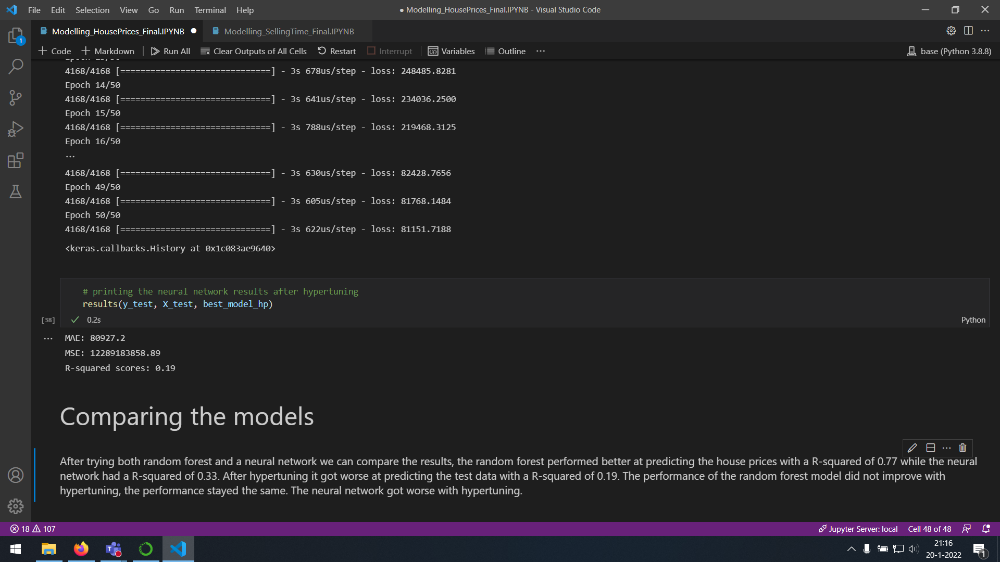 File Edit Selection View Go Run Terminal Help
● Modelling_HousePrices_Final.IPYNB - Visual Studio Code
Modelling_HousePrices_Final.IPYNB ●
Modelling_SellingTime_Final.IPYNB
+ Code + Markdown Run All Clear Outputs of All Cells Restart Interrupt Variables Outline ···
base (Python 3.8.8)
4168/4168 [==============================] - 3s 678us/step - loss: 248485.8281
Epoch 14/50
4168/4168 [==============================] - 3s 641us/step - loss: 234036.2500
Epoch 15/50
4168/4168 [==============================] - 3s 788us/step - loss: 219468.3125
Epoch 16/50
...
4168/4168 [==============================] - 3s 630us/step - loss: 82428.7656
Epoch 49/50
4168/4168 [==============================] - 3s 605us/step - loss: 81768.1484
Epoch 50/50
4168/4168 [==============================] - 3s 622us/step - loss: 81151.7188
<keras.callbacks.History at 0x1c083ae9640>
# printing the neural network results after hypertuning
results(y_test, X_test, best_model_hp)
[38] ✓ 0.2s
Python
... MAE: 80927.2
MSE: 12289183858.89
R-squared scores: 0.19
Comparing the models
After trying both random forest and a neural network we can compare the results, the random forest performed better at predicting the house prices with a R-squared of 0.77 while the neural
network had a R-squared of 0.33. After hypertuning it got worse at predicting the test data with a R-squared of 0.19. The performance of the random forest model did not improve with
hypertuning, the performance stayed the same. The neural network got worse with hypertuning.
18 107
Jupyter Server: local Cell 48 of 48
21:16
20-1-2022
1
1